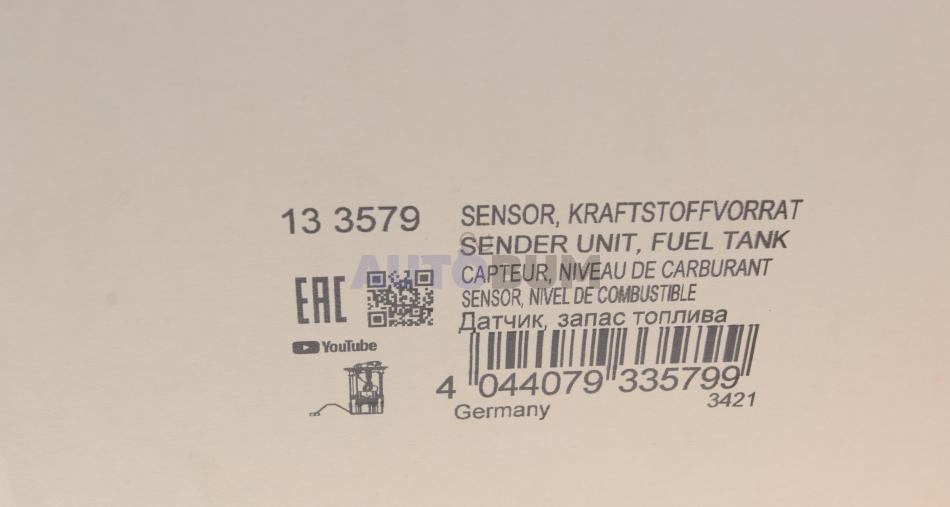 13 3579
SENSOR, KRAFTSTOFFVORRAT
SENDER UNIT, FUEL TANK
CAPTEUR, NIVEAU DE CARBURANT
SENSOR, NIVEL DE COMBUSTIBLE
Датчик, запас топлива
AUTOBUM
EAC
YouTube
4 044079 335799
Germany
3421